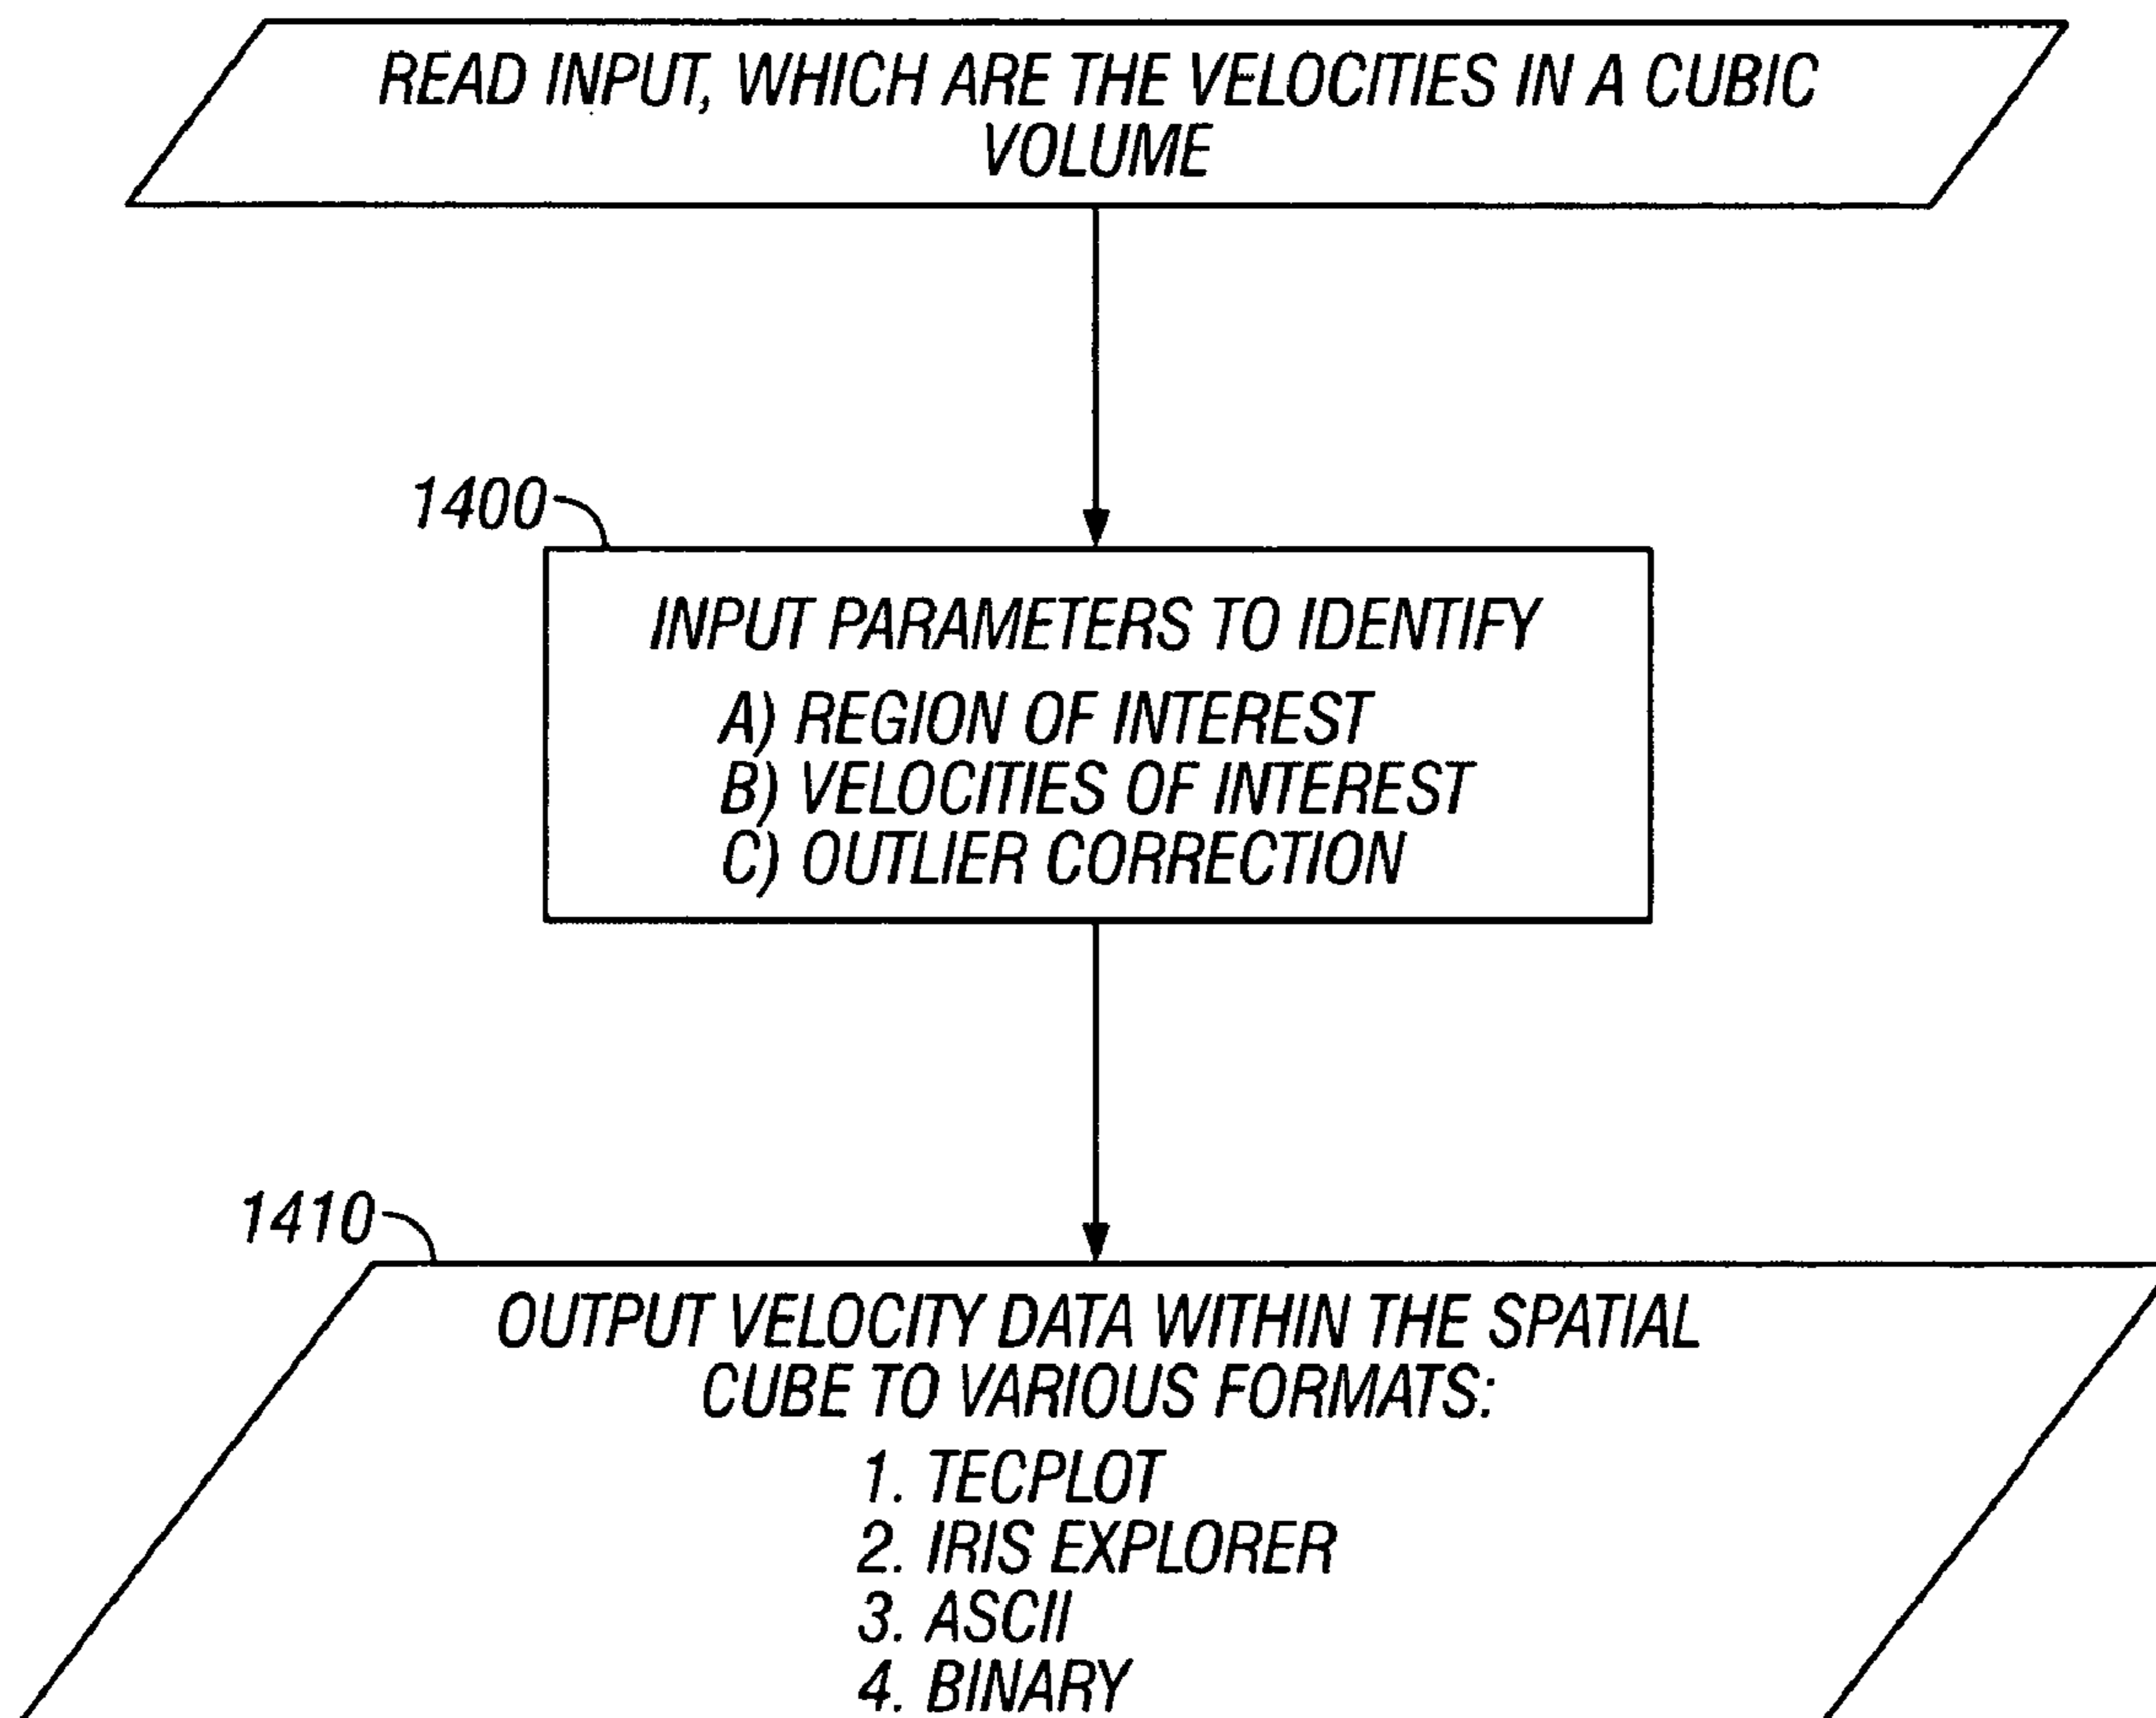 READ INPUT, WHICH ARE THE VELOCITIES IN A CUBIC
VOLUME
1400
INPUT PARAMETERS TO IDENTIFY
A) REGION OF INTEREST
B) VELOCITIES OF INTEREST
C) OUTLIER CORRECTION
1410
OUTPUT VELOCITY DATA WITHIN THE SPATIAL
CUBE TO VARIOUS FORMATS:
1. TECPLOT
2. IRIS EXPLORER
3. ASCII
4. BINARY